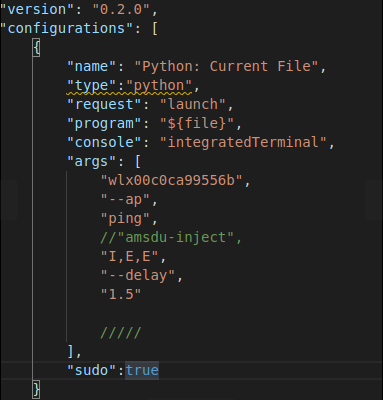 "version": "0.2.0",
"configurations": [
{
"name": "Python: Current File",
"type":"python",
"request": "launch",
"program": "${file}",
"console": "integratedTerminal",
"args": [
"wlx00c0ca99556b",
"--ap",
"ping",
//"amsdu-inject",
"I,E,E",
"--delay",
"1.5"
/////
],
"sudo":true
}